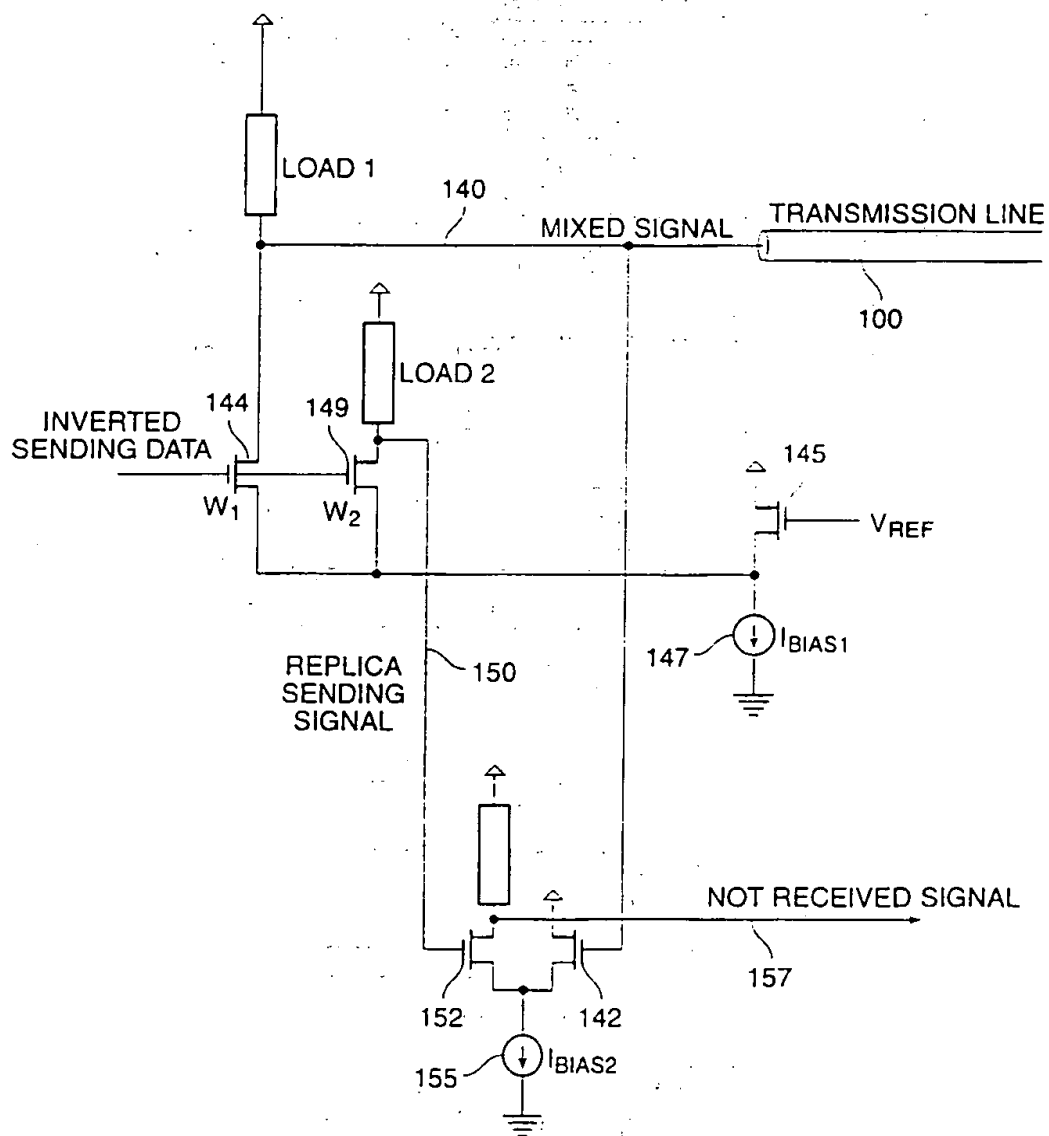 LOAD 1
140
MIXED SIGNAL
TRANSMISSION LINE
100
LOAD 2
INVERTED
SENDING DATA
144
149
W1
W2
145
VREF
147
IBIAS1
REPLICA
SENDING
SIGNAL
150
NOT RECEIVED SIGNAL
157
152
142
155
IBIAS2